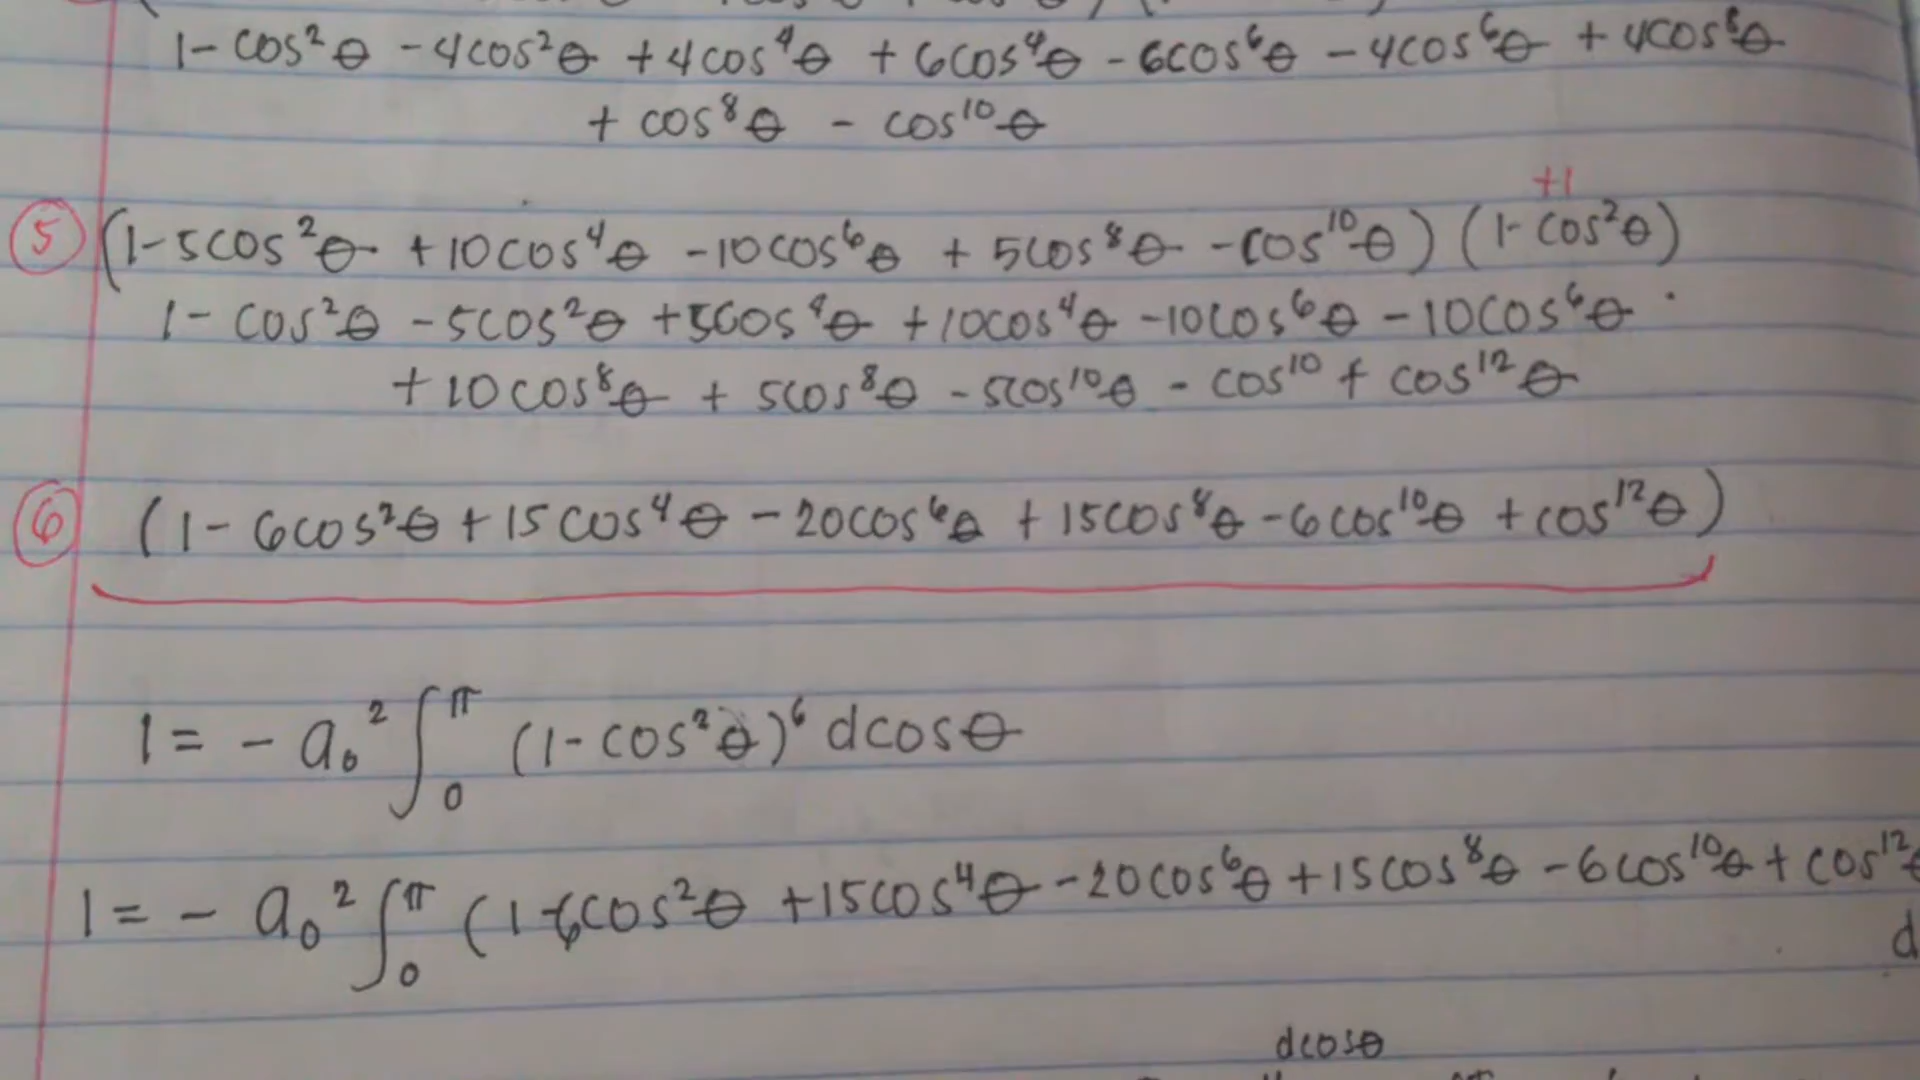 1 - cos²θ - 4cos²θ + 4cos⁴θ + 6cos⁴θ - 6cos⁶θ - 4cos⁶θ + 4cos⁸θ
+ cos⁸θ - cos¹⁰θ
+1
5 (1 - 5cos²θ + 10cos⁴θ - 10cos⁶θ + 5cos⁸θ - cos¹⁰θ) (1 - cos²θ)
1 - cos²θ - 5cos²θ + 5cos⁴θ + 10cos⁴θ - 10cos⁶θ - 10cos⁶θ
+ 10cos⁸θ + 5cos⁸θ - 5cos¹⁰θ - cos¹⁰ + cos¹²θ
6 (1 - 6cos²θ + 15cos⁴θ - 20cos⁶θ + 15cos⁸θ - 6cos¹⁰θ + cos¹²θ)
1 = - a₀² ∫₀^π (1 - cos²θ)⁶ dcosθ
1 = - a₀² ∫₀^π (1 - 6cos²θ + 15cos⁴θ - 20cos⁶θ + 15cos⁸θ - 6cos¹⁰θ + cos¹²θ
d
dcosθ